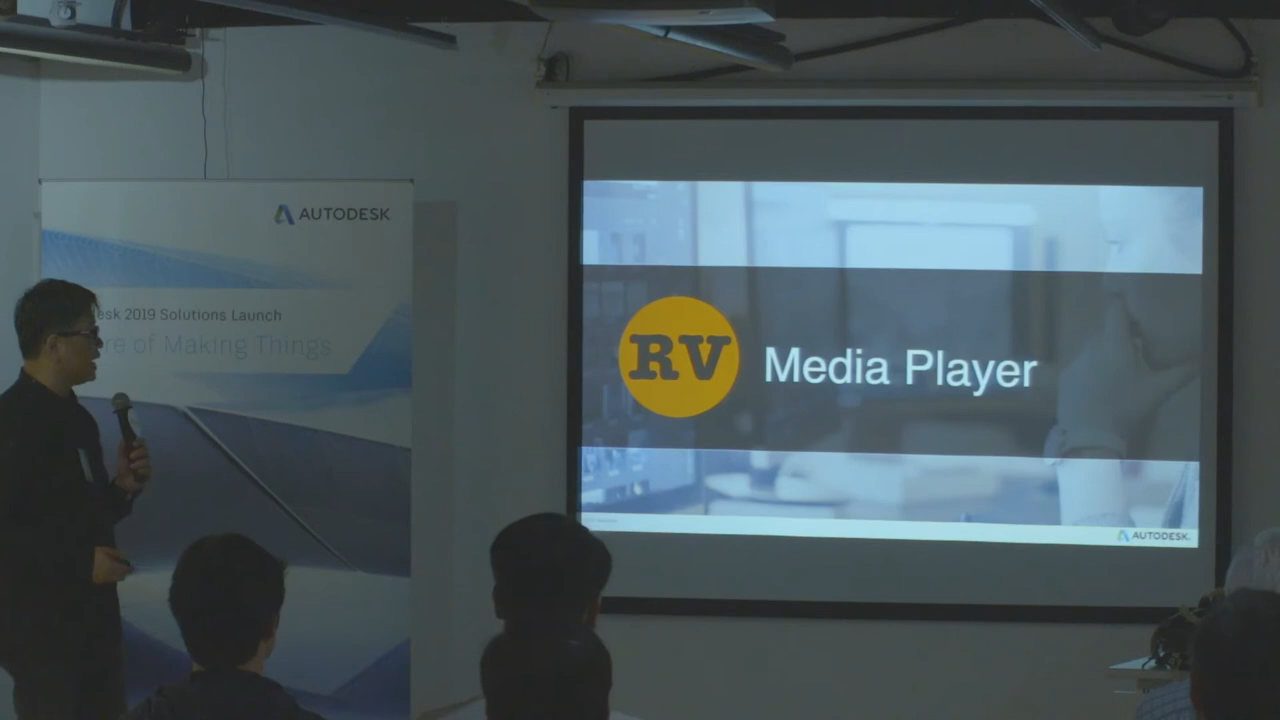 AUTODESK
esk 2019 Solutions Launch
re of Making Things
RV
Media Player
AUTODESK